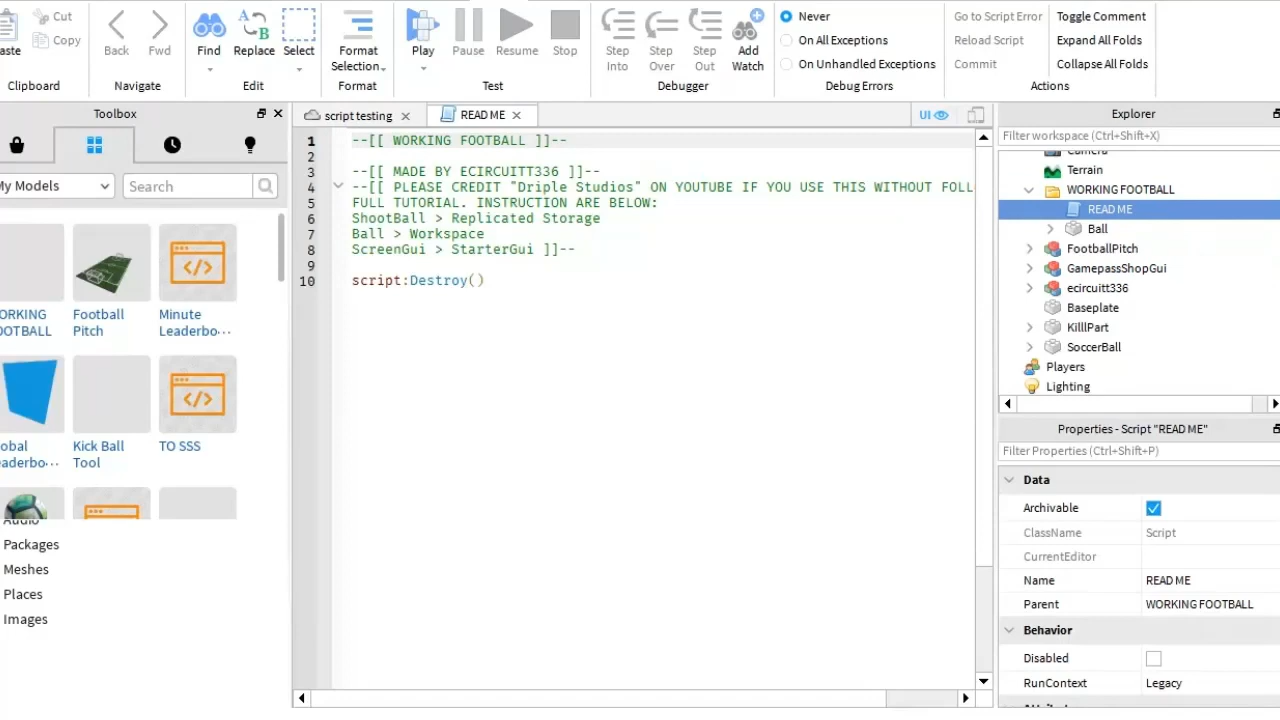 Cut
Never
Go to Script Error
Toggle Comment
Copy
On All Exceptions
Reload Script
Expand All Folds
Back
Fwd
Find
Replace
Select
Format
Selection
Play
Pause
Resume
Stop
Step
Into
Step
Over
Step
Out
Add
Watch
On Unhandled Exceptions
Commit
Collapse All Folds
Clipboard
Navigate
Edit
Format
Test
Debugger
Debug Errors
Actions
Toolbox
script testing
READ ME
UI
Explorer
Filter workspace (Ctrl+Shift+X)
My Models
Search
1 --[[ WORKING FOOTBALL ]]--
2
3 --[[ MADE BY ECIRCUITT336 ]]--
4 --[[ PLEASE CREDIT "Driple Studios" ON YOUTUBE IF YOU USE THIS WITHOUT FOLL
5 FULL TUTORIAL. INSTRUCTION ARE BELOW:
6 ShootBall > Replicated Storage
7 Ball > Workspace
8 ScreenGui > StarterGui ]]--
9
10 script:Destroy()
ORKING
OOTBALL
Football
Pitch
Minute
Leaderbo···
obal
eaderbo···
Kick Ball
Tool
TO SSS
Audio
Packages
Meshes
Places
Images
Camera
Terrain
WORKING FOOTBALL
READ ME
Ball
FootballPitch
GamepassShopGui
ecircuitt336
Baseplate
KilllPart
SoccerBall
Players
Lighting
Properties - Script "READ ME"
Filter Properties (Ctrl+Shift+P)
Data
Archivable
ClassName Script
CurrentEditor
Name READ ME
Parent WORKING FOOTBALL
Behavior
Disabled
RunContext Legacy